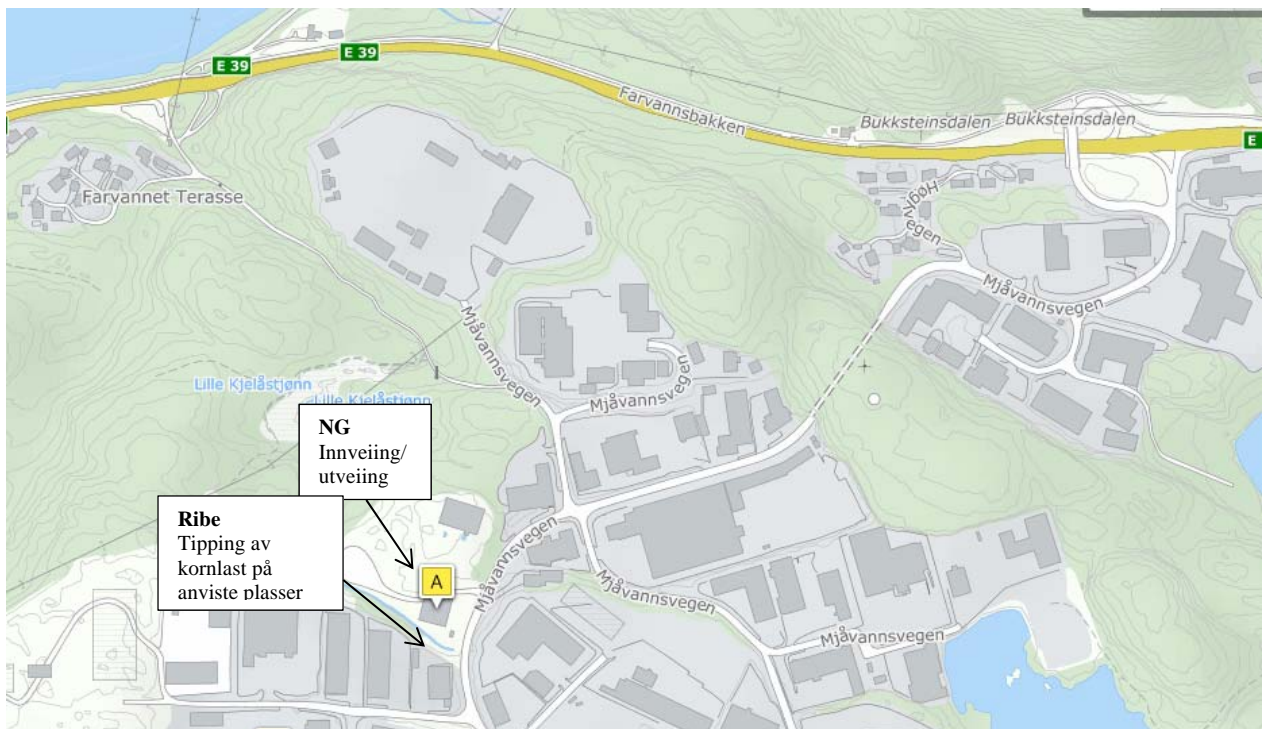 E 39
E 39
Farvannsbakken
Bukksteinsdalen
Bukksteinsdalen
E
Farvannet Terasse
Høgkvegen
Mjåvannsvegen
Mjåvannsvegen
Lille Kjelåstjønn
Lille Kjelåstjønn
Mjåvannsvegen
NG
Innveiing/
utveiing
Ribe
Tipping av
kornlast på
anviste plasser
A
Mjåvannsvegen
Mjåvannsvegen
Mjåvannsvegen